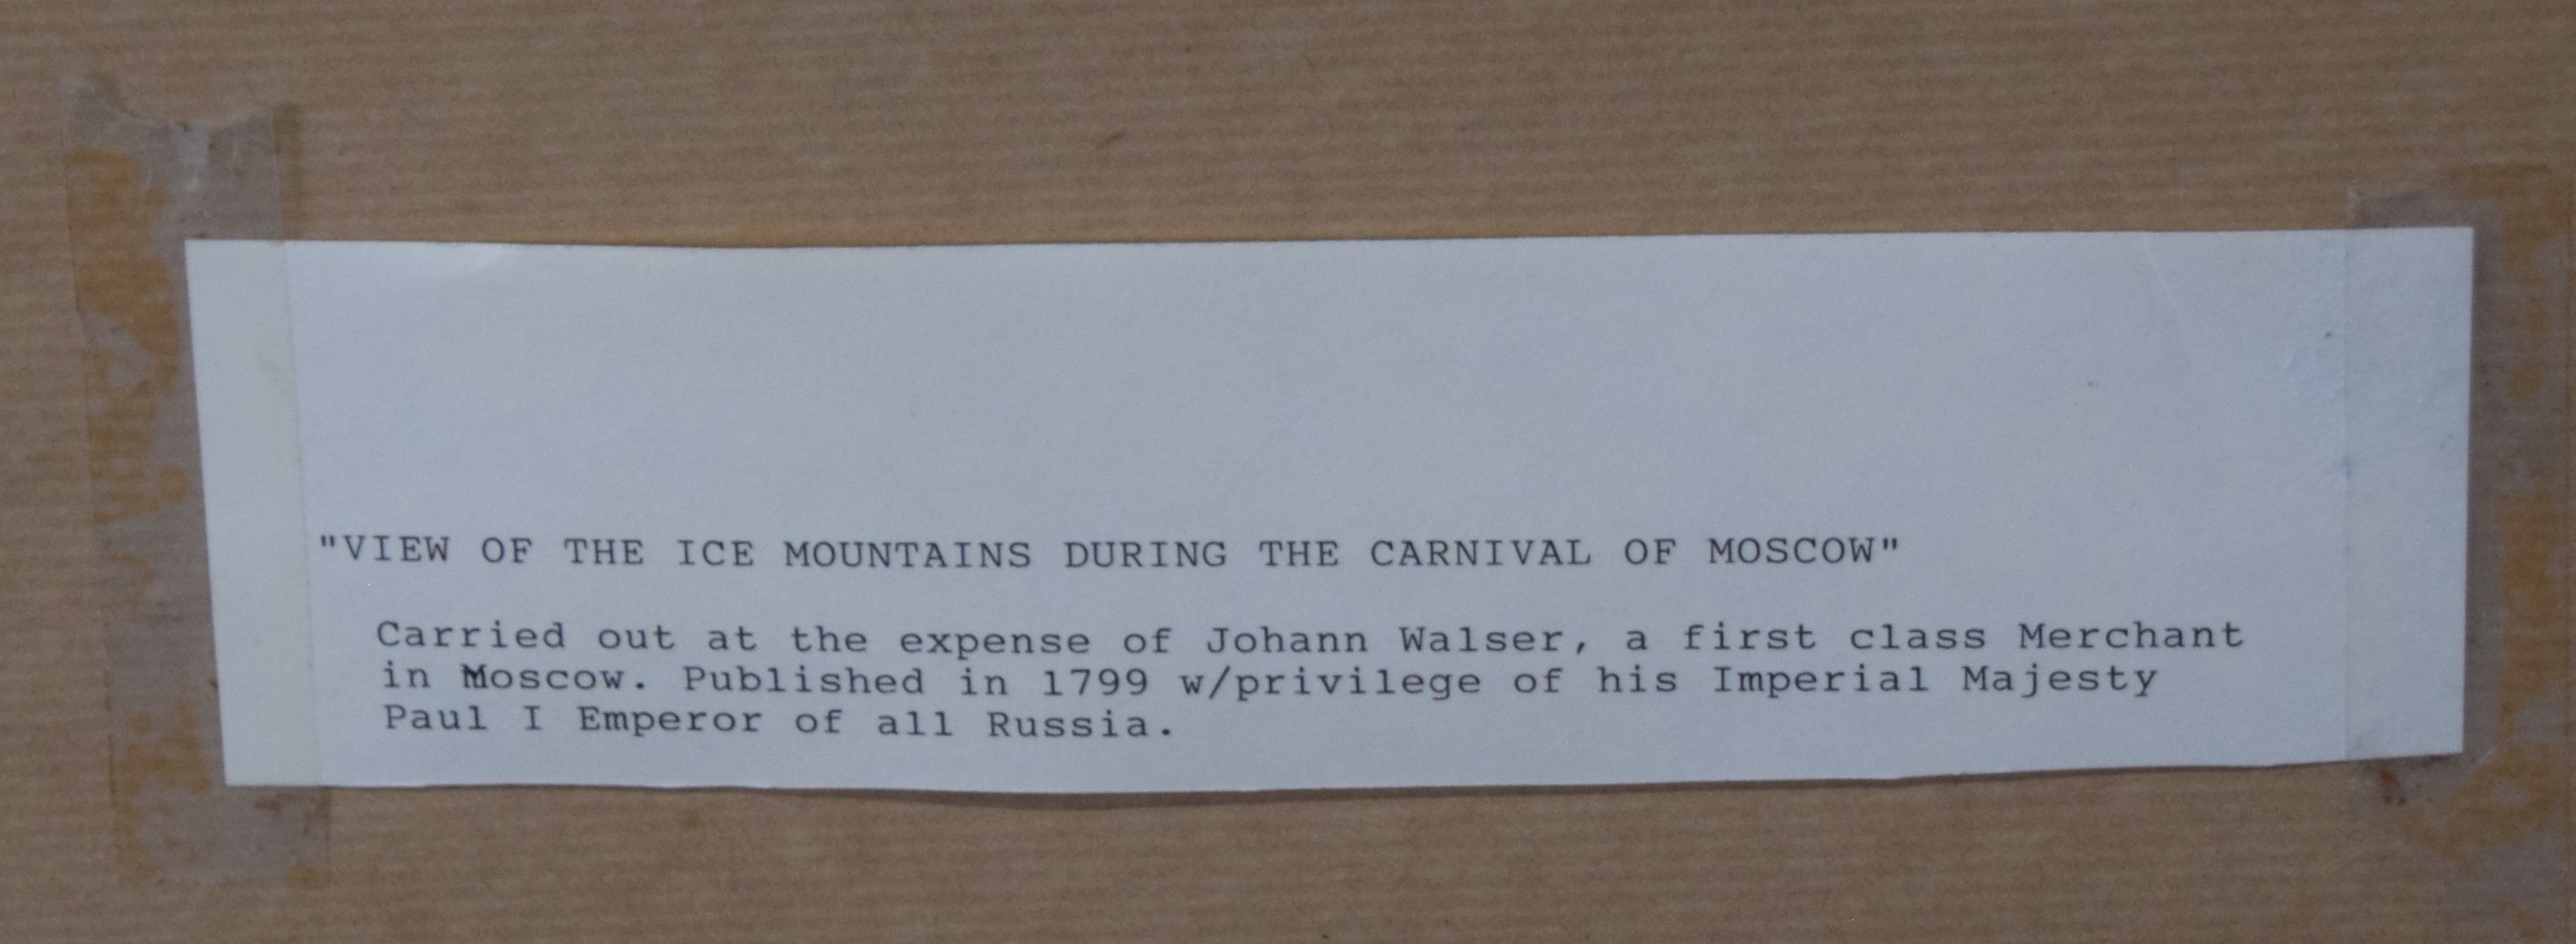 "VIEW OF THE ICE MOUNTAINS DURING THE CARNIVAL OF MOSCOW"
Carried out at the expense of Johann Walser, a first class Merchant
in Moscow. Published in 1799 w/privilege of his Imperial Majesty
Paul I Emperor of all Russia.